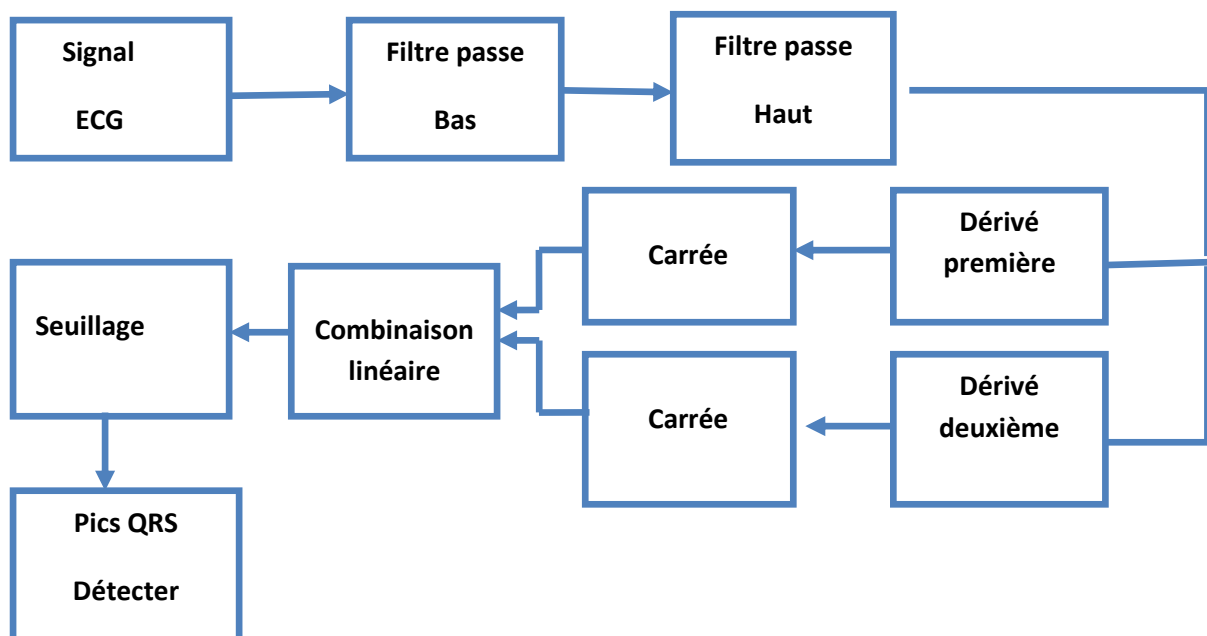 Signal
ECG
Filtre passe
Bas
Filtre passe
Haut
Dérivé
première
Carrée
Dérivé
deuxième
Carrée
Combinaison
linéaire
Seuillage
Pics QRS
Détecter